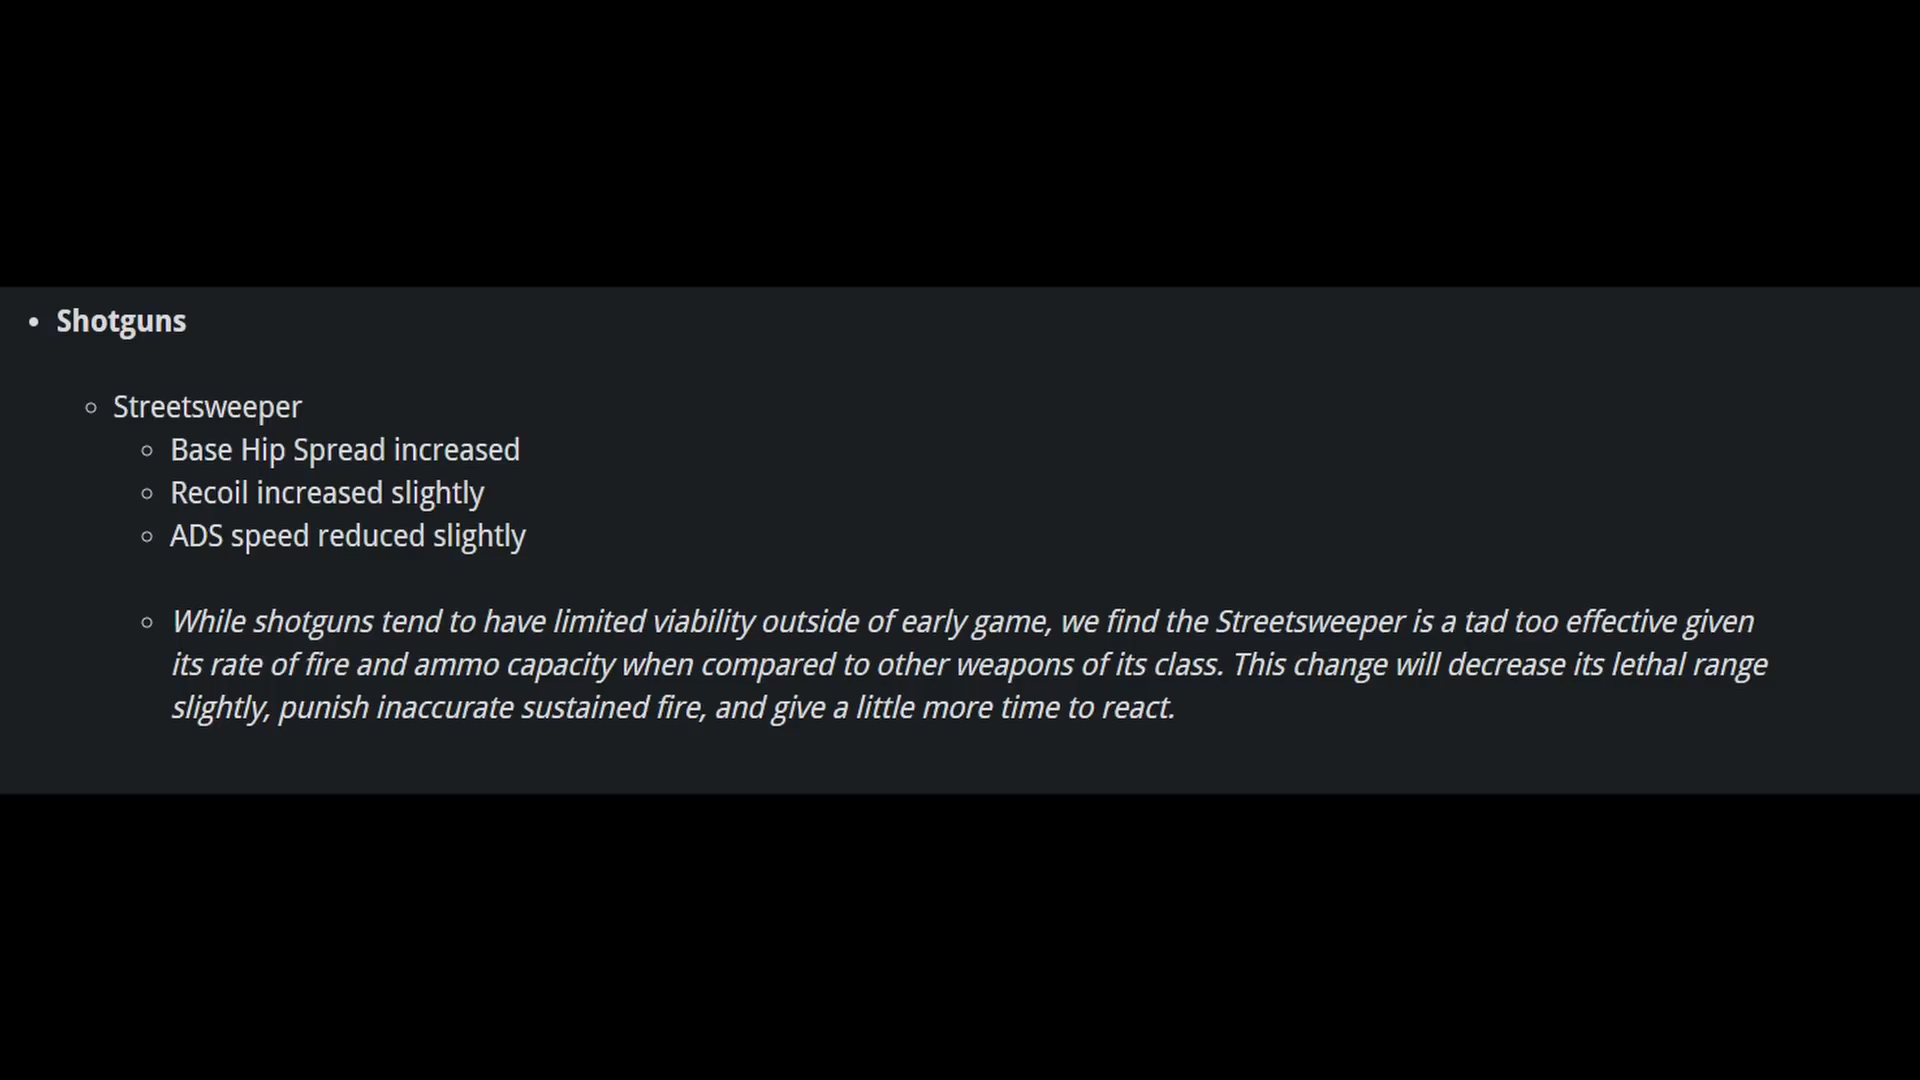 • Shotguns
◦ Streetsweeper
◦ Base Hip Spread increased
◦ Recoil increased slightly
◦ ADS speed reduced slightly
◦ While shotguns tend to have limited viability outside of early game, we find the Streetsweeper is a tad too effective given
its rate of fire and ammo capacity when compared to other weapons of its class. This change will decrease its lethal range
slightly, punish inaccurate sustained fire, and give a little more time to react.